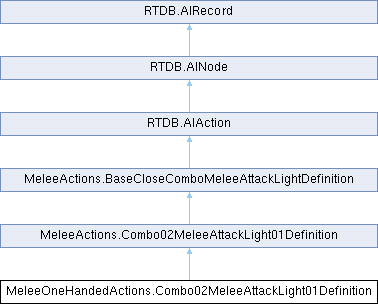 RTDB.AIRecord
RTDB.AINode
RTDB.AIAction
MeleeActions.BaseCloseComboMeleeAttackLightDefinition
MeleeActions.Combo02MeleeAttackLight01Definition
MeleeOneHandedActions.Combo02MeleeAttackLight01Definition